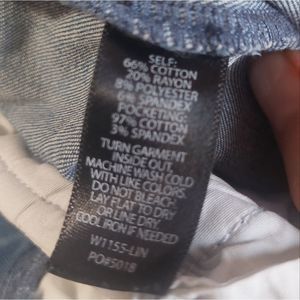 SELF:
66% COTTON
20% RAYON
8% POLYESTER
SPANDEX
POCKETING:
97% COTTON
3% SPANDEX
TURN GARMENT
INSIDE OUT.
MACHINE WASH COLD
WITH LIKE COLORS.
DO NOT BLEACH.
LAY FLAT TO DRY
OR LINE DRY.
COOL IRON IF NEEDED
W1155-LIN
PO#5018